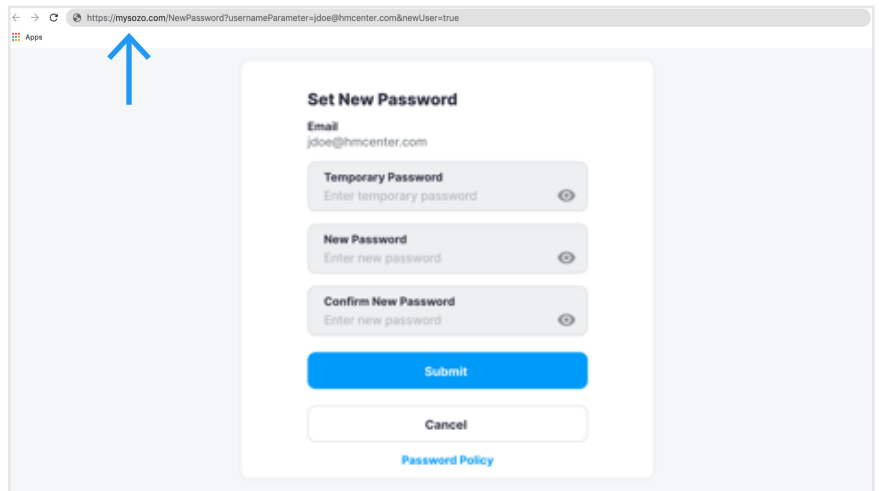 https://mysozo.com/NewPassword?usernameParameter=jdoe@hmcenter.com&newUser=true
Apps
Set New Password
Email
jdoe@hmcenter.com
Temporary Password
Enter temporary password
New Password
Enter new password
Confirm New Password
Enter new password
Submit
Cancel
Password Policy